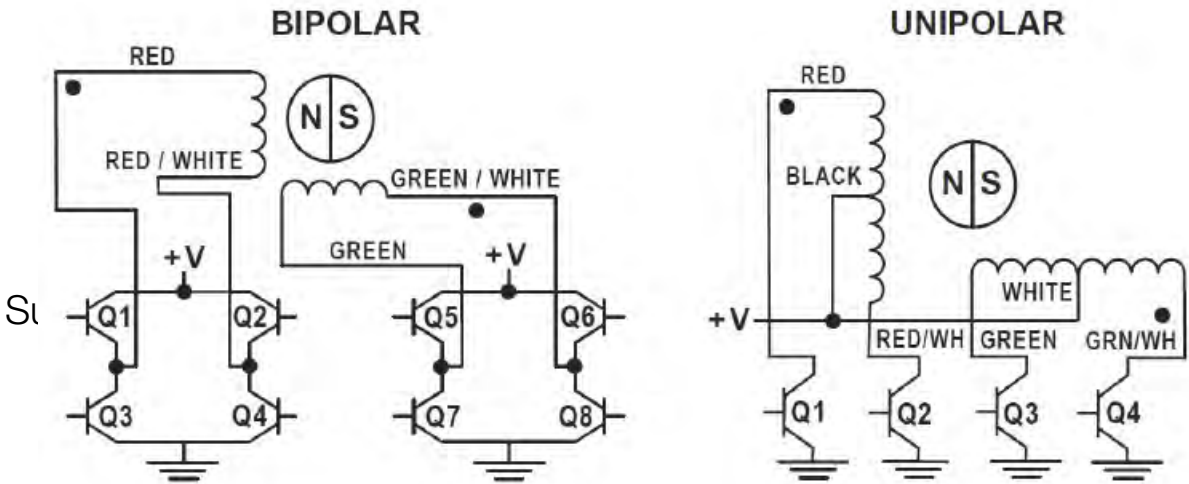 BIPOLAR
UNIPOLAR
RED
N S
RED / WHITE
GREEN / WHITE
GREEN
+V
+V
Q1
Q2
Q5
Q6
Q3
Q4
Q7
Q8
RED
BLACK
N S
WHITE
+V
RED/WH
GREEN
GRN/WH
Q1
Q2
Q3
Q4